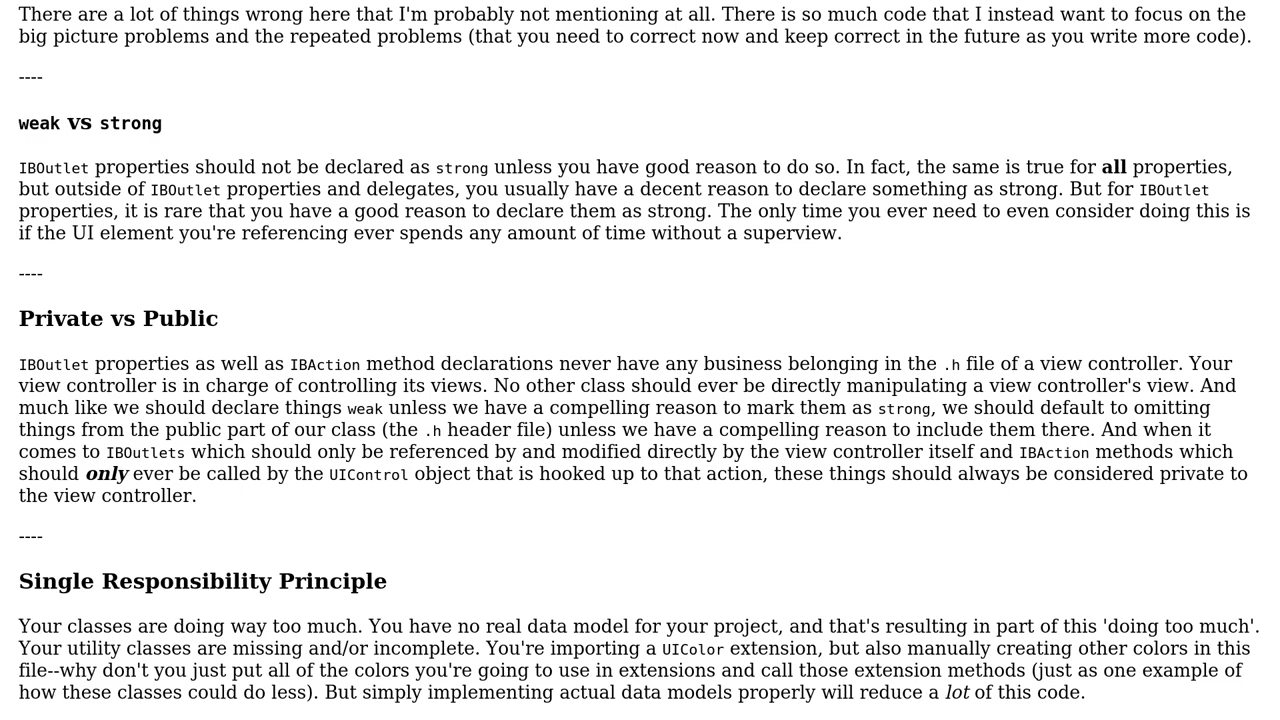 There are a lot of things wrong here that I'm probably not mentioning at all. There is so much code that I instead want to focus on the
big picture problems and the repeated problems (that you need to correct now and keep correct in the future as you write more code).
----
weak vs strong
IBOutlet properties should not be declared as strong unless you have good reason to do so. In fact, the same is true for all properties,
but outside of IBOutlet properties and delegates, you usually have a decent reason to declare something as strong. But for IBOutlet
properties, it is rare that you have a good reason to declare them as strong. The only time you ever need to even consider doing this is
if the UI element you're referencing ever spends any amount of time without a superview.
----
Private vs Public
IBOutlet properties as well as IBAction method declarations never have any business belonging in the .h file of a view controller. Your
view controller is in charge of controlling its views. No other class should ever be directly manipulating a view controller's view. And
much like we should declare things weak unless we have a compelling reason to mark them as strong, we should default to omitting
things from the public part of our class (the .h header file) unless we have a compelling reason to include them there. And when it
comes to IBOutlets which should only be referenced by and modified directly by the view controller itself and IBAction methods which
should only ever be called by the UIControl object that is hooked up to that action, these things should always be considered private to
the view controller.
----
Single Responsibility Principle
Your classes are doing way too much. You have no real data model for your project, and that's resulting in part of this 'doing too much'.
Your utility classes are missing and/or incomplete. You're importing a UIColor extension, but also manually creating other colors in this
file--why don't you just put all of the colors you're going to use in extensions and call those extension methods (just as one example of
how these classes could do less). But simply implementing actual data models properly will reduce a lot of this code.